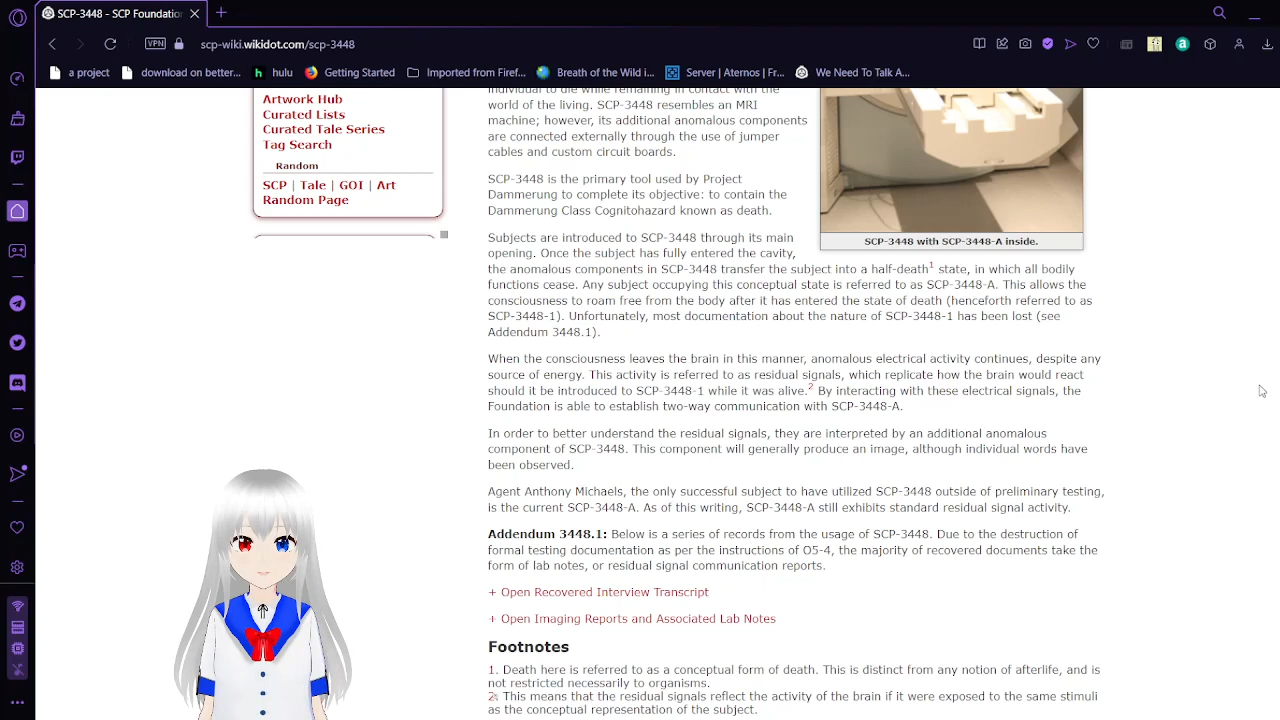 SCP-3448 - SCP Foundatio
VPN
scp-wiki.wikidot.com/scp-3448
a project
download on better...
hulu
Getting Started
Imported from Firef...
Breath of the Wild i...
Server | Aternos | Fr...
We Need To Talk A...
Artwork Hub
Curated Lists
Curated Tale Series
Tag Search
Random
SCP | Tale | GOI | Art
Random Page
individual to die while remaining in contact with the
world of the living. SCP-3448 resembles an MRI
machine; however, its additional anomalous components
are connected externally through the use of jumper
cables and custom circuit boards.
SCP-3448 is the primary tool used by Project
Dammerung to complete its objective: to contain the
Dammerung Class Cognitohazard known as death.
SCP-3448 with SCP-3448-A inside.
Subjects are introduced to SCP-3448 through its main
opening. Once the subject has fully entered the cavity,
the anomalous components in SCP-3448 transfer the subject into a half-death1 state, in which all bodily
functions cease. Any subject occupying this conceptual state is referred to as SCP-3448-A. This allows the
consciousness to roam free from the body after it has entered the state of death (henceforth referred to as
SCP-3448-1). Unfortunately, most documentation about the nature of SCP-3448-1 has been lost (see
Addendum 3448.1).
When the consciousness leaves the brain in this manner, anomalous electrical activity continues, despite any
source of energy. This activity is referred to as residual signals, which replicate how the brain would react
should it be introduced to SCP-3448-1 while it was alive.2 By interacting with these electrical signals, the
Foundation is able to establish two-way communication with SCP-3448-A.
In order to better understand the residual signals, they are interpreted by an additional anomalous
component of SCP-3448. This component will generally produce an image, although individual words have
been observed.
Agent Anthony Michaels, the only successful subject to have utilized SCP-3448 outside of preliminary testing,
is the current SCP-3448-A. As of this writing, SCP-3448-A still exhibits standard residual signal activity.
Addendum 3448.1: Below is a series of records from the usage of SCP-3448. Due to the destruction of
formal testing documentation as per the instructions of O5-4, the majority of recovered documents take the
form of lab notes, or residual signal communication reports.
+ Open Recovered Interview Transcript
+ Open Imaging Reports and Associated Lab Notes
Footnotes
1. Death here is referred to as a conceptual form of death. This is distinct from any notion of afterlife, and is
not restricted necessarily to organisms.
2. This means that the residual signals reflect the activity of the brain if it were exposed to the same stimuli
as the conceptual representation of the subject.